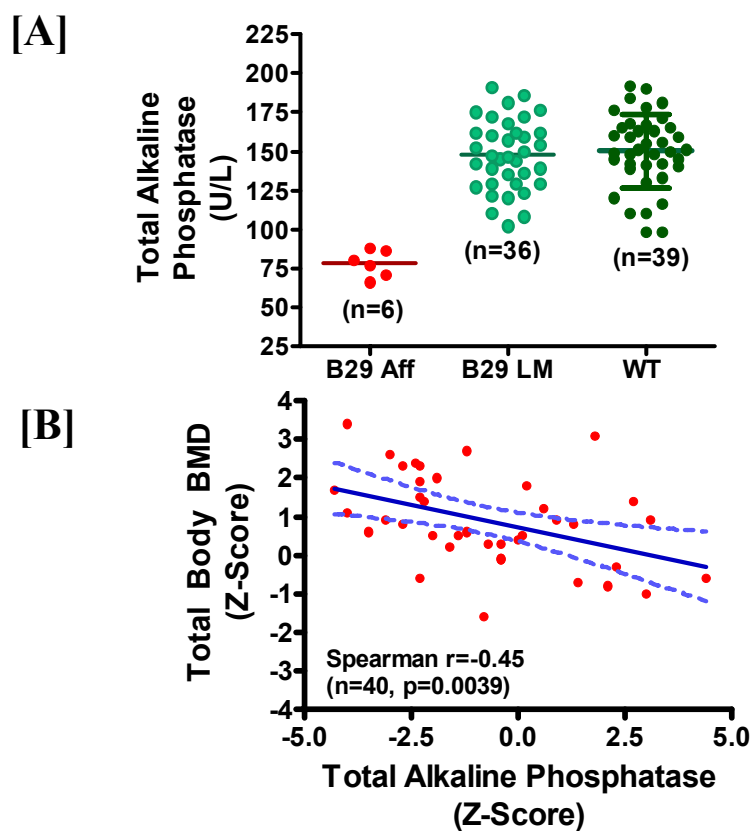 [A]
Total Alkaline
Phosphatase
(U/L)
225
200
175
150
125
100
75
50
25
(n=6)
(n=36)
(n=39)
B29 Aff
B29 LM
WT
[B]
Total Body BMD
(Z-Score)
4
3
2
1
0
-1
-2
-3
-4
Spearman r=-0.45
(n=40, p=0.0039)
-5.0
-2.5
0.0
2.5
5.0
Total Alkaline Phosphatase
(Z-Score)